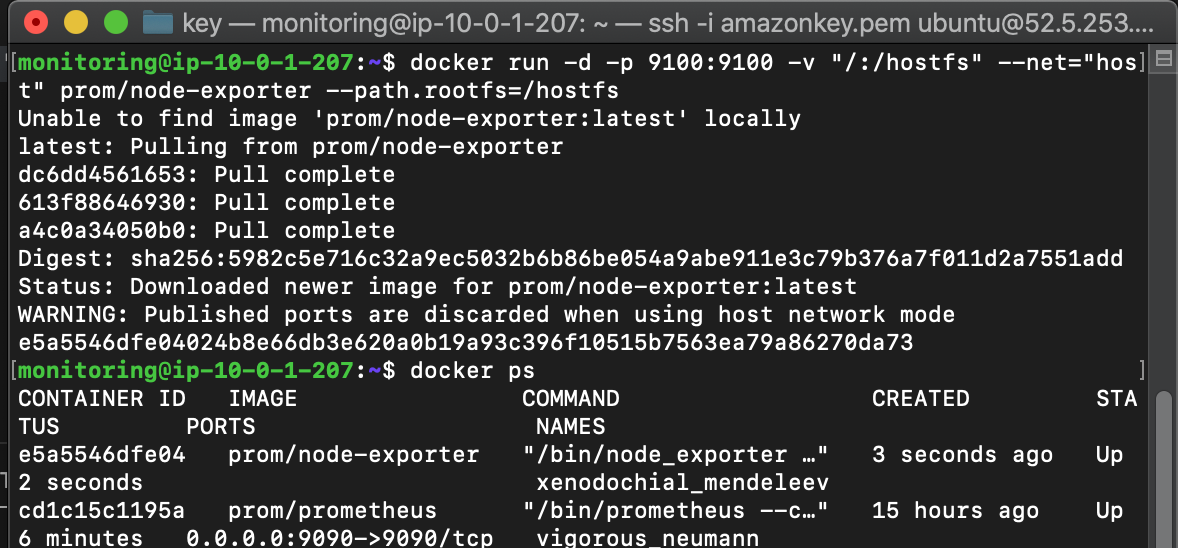 key — monitoring@ip-10-0-1-207: ~ — ssh -i amazonkey.pem ubuntu@52.5.253....
[monitoring@ip-10-0-1-207:~$ docker run -d -p 9100:9100 -v "/:/hostfs" --net="hos]
t" prom/node-exporter --path.rootfs=/hostfs
Unable to find image 'prom/node-exporter:latest' locally
latest: Pulling from prom/node-exporter
dc6dd4561653: Pull complete
613f88646930: Pull complete
a4c0a34050b0: Pull complete
Digest: sha256:5982c5e716c32a9ec5032b6b86be054a9abe911e3c79b376a7f011d2a7551add
Status: Downloaded newer image for prom/node-exporter:latest
WARNING: Published ports are discarded when using host network mode
e5a5546dfe04024b8e66db3e620a0b19a93c396f10515b7563ea79a86270da73
[monitoring@ip-10-0-1-207:~$ docker ps ]
CONTAINER ID   IMAGE                COMMAND                  CREATED         STA
TUS         PORTS                    NAMES
e5a5546dfe04   prom/node-exporter   "/bin/node_exporter …"   3 seconds ago   Up
2 seconds                            xenodochial_mendeleev
cd1c15c1195a   prom/prometheus      "/bin/prometheus --c…"   15 hours ago    Up
6 minutes   0.0.0.0:9090->9090/tcp   vigorous_neumann